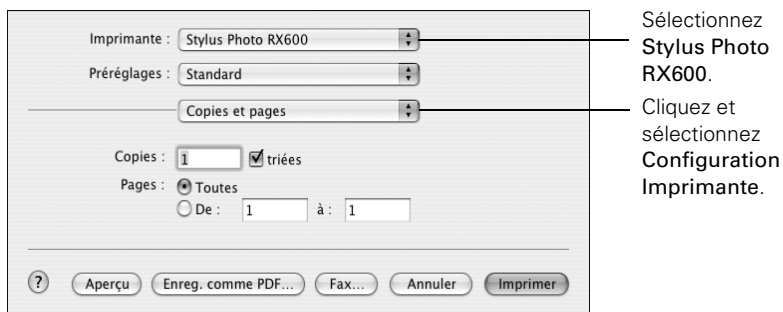 Imprimante : Stylus Photo RX600
Préréglages : Standard
Copies et pages
Copies : 1 triées
Pages : Toutes
De : 1 à : 1
? Aperçu Enreg. comme PDF... Fax... Annuler Imprimer
Sélectionnez
Stylus Photo
RX600.
Cliquez et
sélectionnez
Configuration
Imprimante.